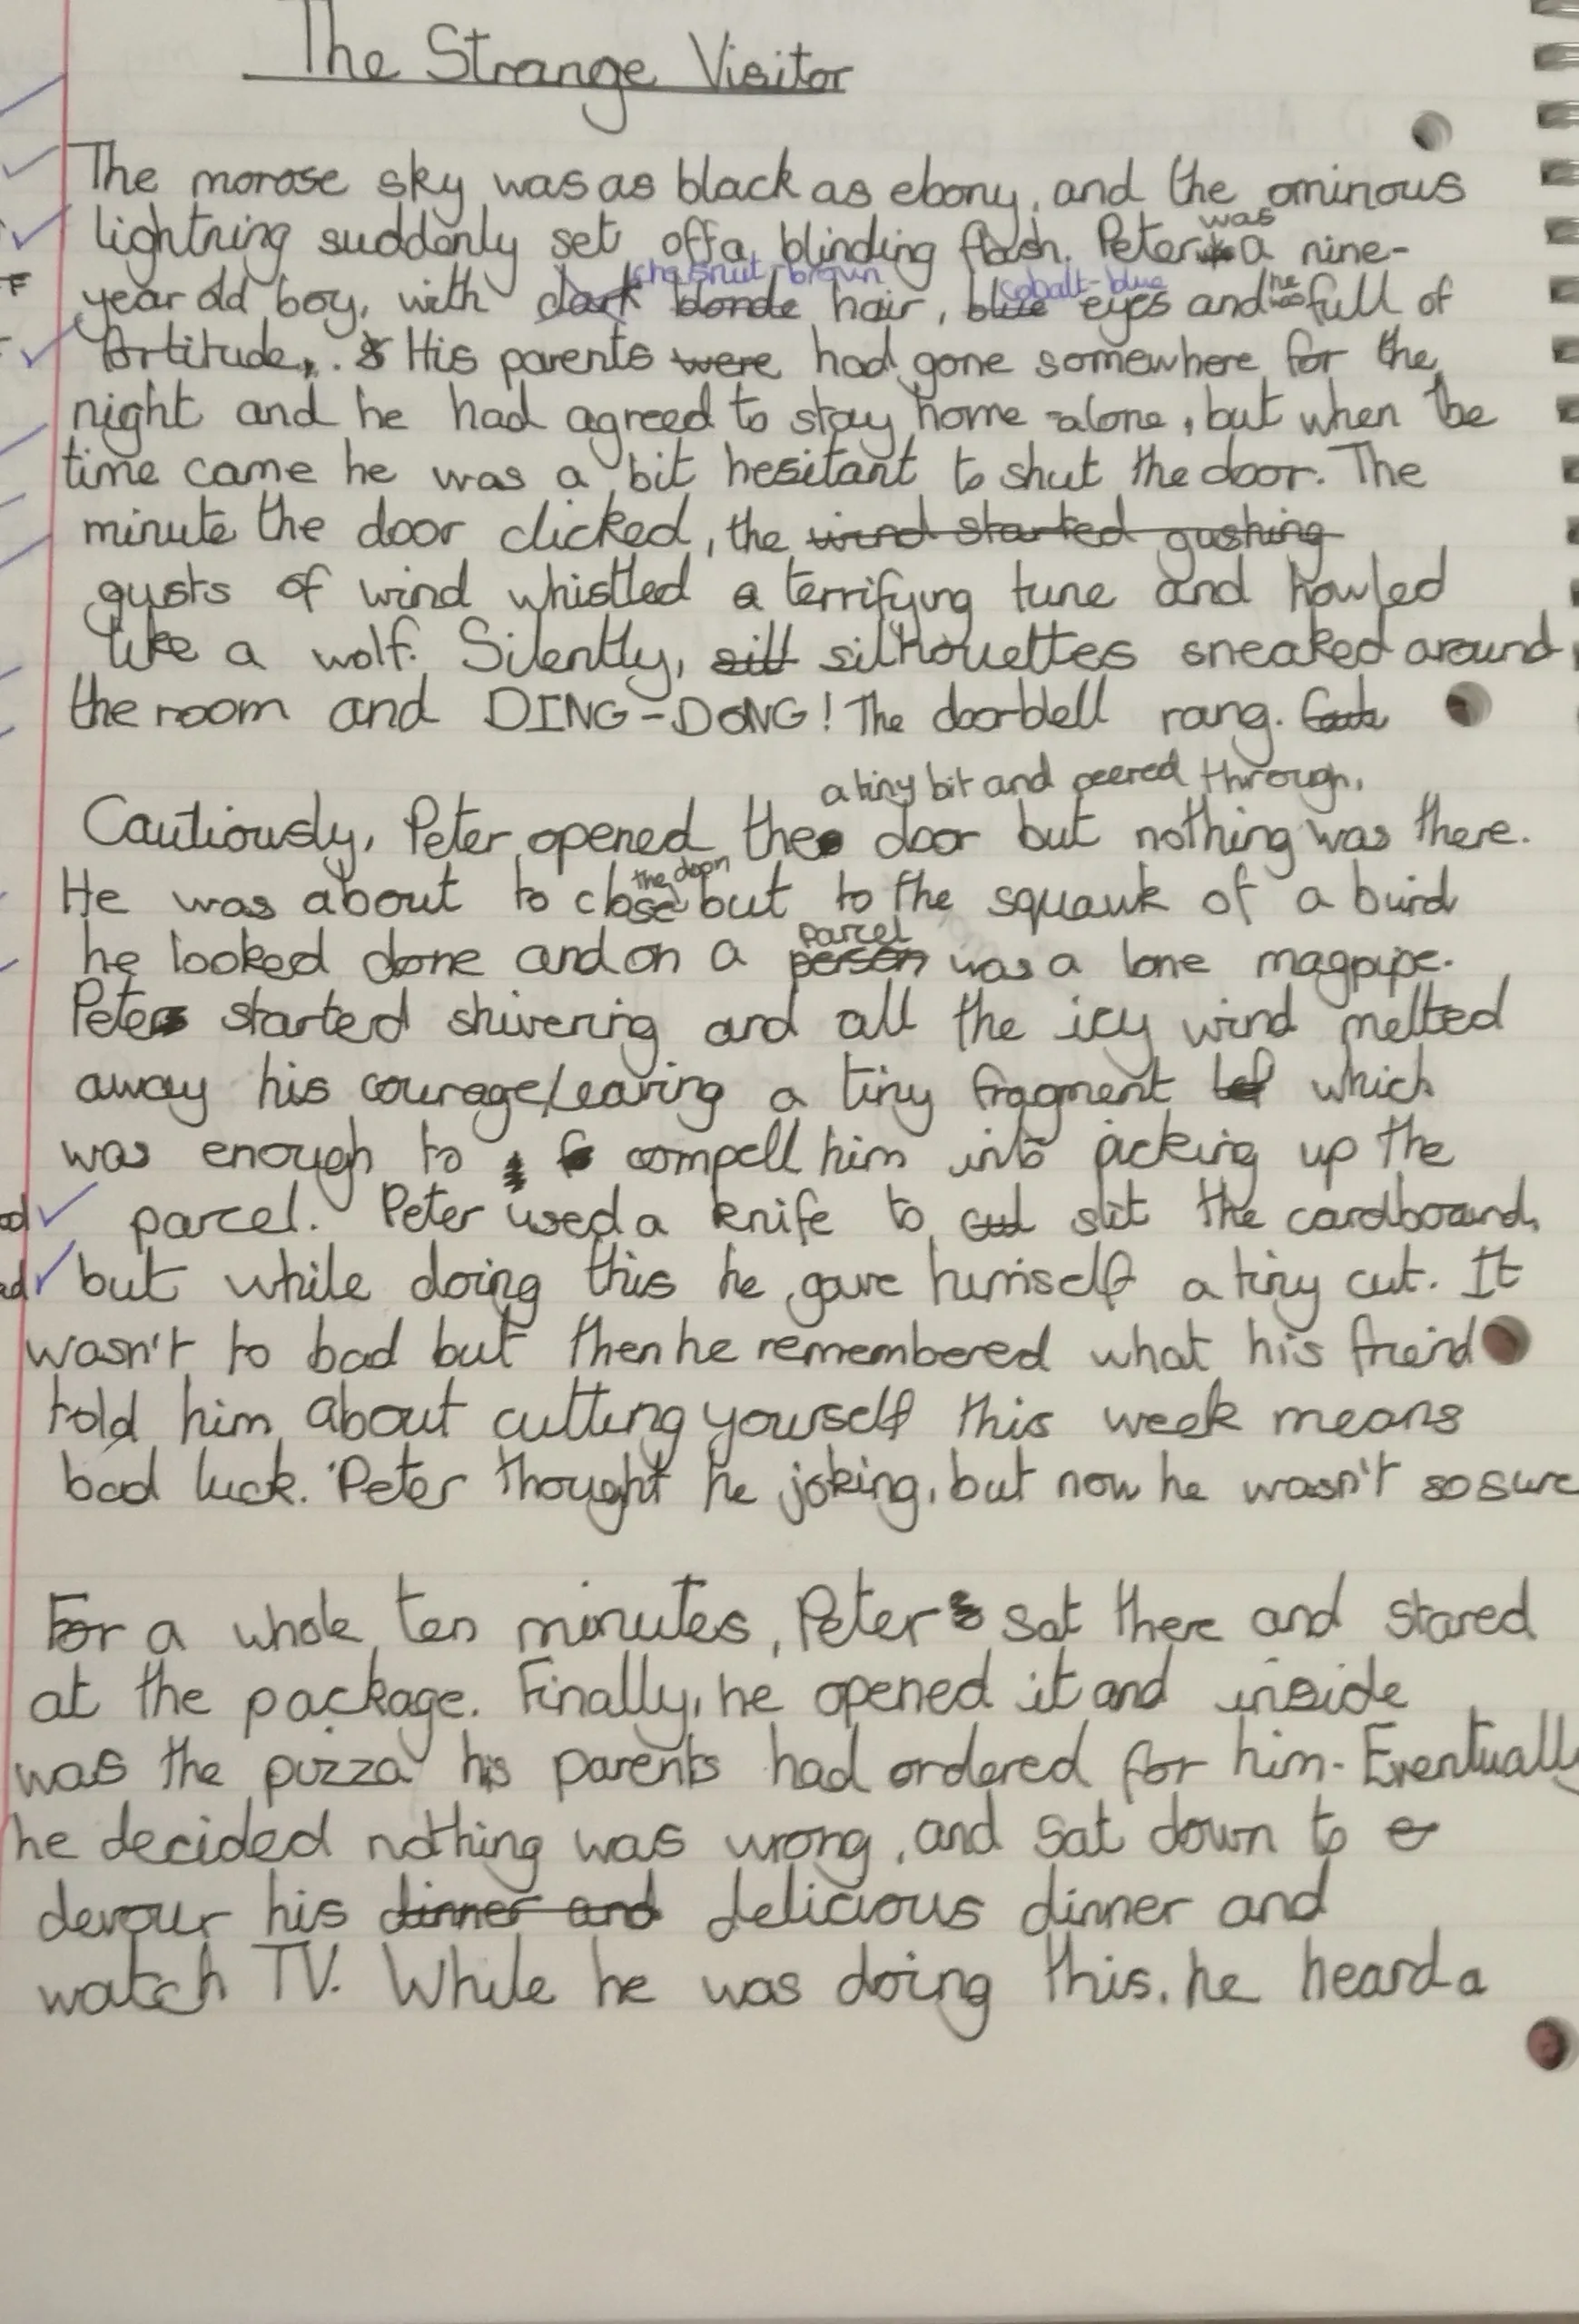 The Strange Visitor
The morose sky was as black as ebony, and the ominous
lightning suddenly set off a blinding flash. Peter was a nine-
year old boy, with chestnut-brown hair, cobalt-blue eyes and he was full of
fortitude. His parents had gone somewhere for the
night and he had agreed to stay home alone, but when the
time came he was a bit hesitant to shut the door. The
minute the door clicked, the wind started gushing
gusts of wind whistled a terrifying tune and howled
like a wolf. Silently, silhouettes sneaked around
the room and DING-DONG! The doorbell rang.
a tiny bit and peered through,
Cautiously, Peter opened the door but nothing was there.
He was about to close the door but to the squawk of a burid
he looked done and on a parcel was a lone magpipe.
Peter started shivering and all the icy wind melted
away his courage, leaving a tiny fragment which
was enough to compell him into picking up the
parcel. Peter used a knife to slit the cardboard,
but while doing this he gave himself a tiny cut. It
wasn't to bad but then he remembered what his freind
told him about cutting yourself this week means
bad luck. Peter thought he joking, but now he wasn't so sure
For a whole ten minutes, Peter sat there and stared
at the package. Finally, he opened it and inside
was the pizza his parents had ordered for him. Eventually
he decided nothing was wrong, and sat down to
devour his dinner and delicious dinner and
watch TV. While he was doing this, he heard a